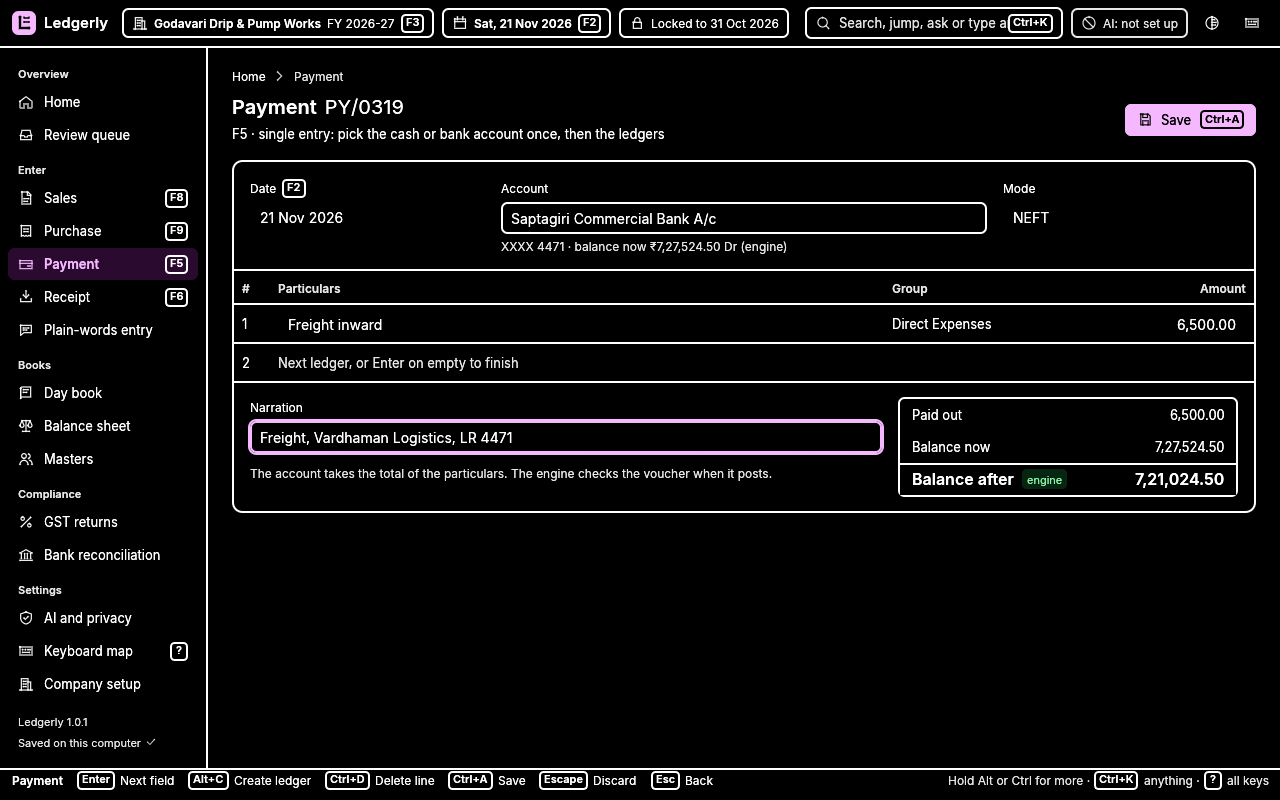 Ledgerly
Godavari Drip & Pump Works FY 2026-27 F3
Sat, 21 Nov 2026 F2
Locked to 31 Oct 2026
Search, jump, ask or type a Ctrl+K
AI: not set up
Overview
Home
Review queue
Enter
Sales F8
Purchase F9
Payment F5
Receipt F6
Plain-words entry
Books
Day book
Balance sheet
Masters
Compliance
GST returns
Bank reconciliation
Settings
AI and privacy
Keyboard map ?
Company setup
Ledgerly 1.0.1
Saved on this computer
Home > Payment
Payment PY/0319
F5 · single entry: pick the cash or bank account once, then the ledgers
Save Ctrl+A
Date F2
21 Nov 2026
Account
Saptagiri Commercial Bank A/c
XXXX 4471 · balance now ₹7,27,524.50 Dr (engine)
Mode
NEFT
# Particulars Group Amount
1 Freight inward Direct Expenses 6,500.00
2 Next ledger, or Enter on empty to finish
Narration
Freight, Vardhaman Logistics, LR 4471
The account takes the total of the particulars. The engine checks the voucher when it posts.
Paid out 6,500.00
Balance now 7,27,524.50
Balance after engine 7,21,024.50
Payment Enter Next field Alt+C Create ledger Ctrl+D Delete line Ctrl+A Save Escape Discard Esc Back
Hold Alt or Ctrl for more · Ctrl+K anything · ? all keys